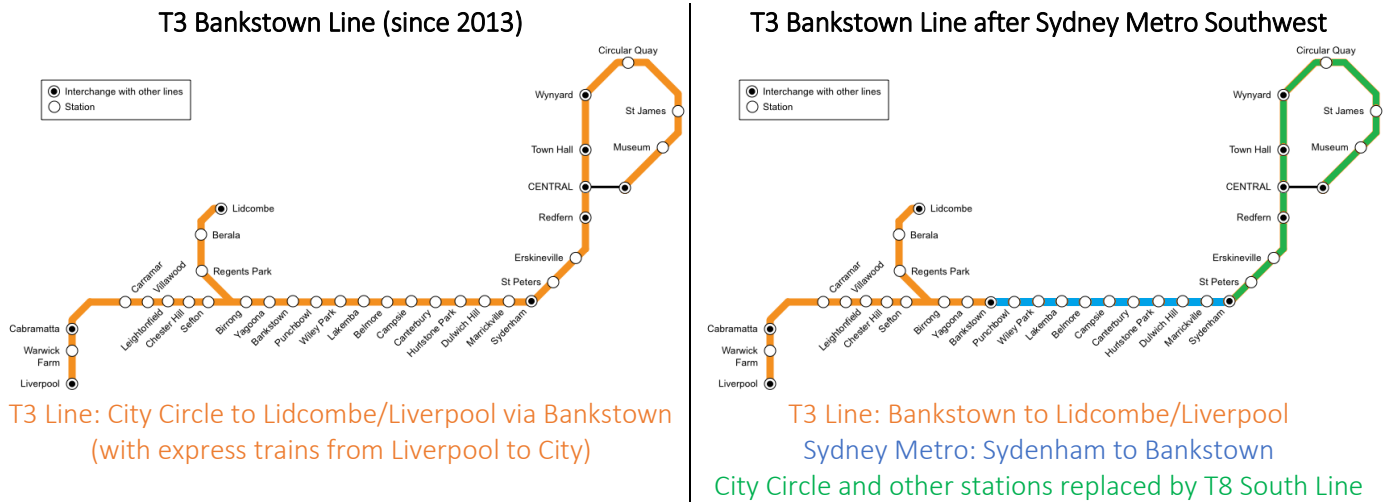 T3 Bankstown Line (since 2013)
Interchange with other lines
Station
Circular Quay
Wynyard
St James
Town Hall
Museum
CENTRAL
Redfern
Lidcombe
Berala
Erskineville
Regents Park
St Peters
Carramar
Villawood
Cabramatta
Leightonfield
Chester Hill
Sefton
Birrong
Yagoona
Bankstown
Punchbowl
Wiley Park
Lakemba
Belmore
Campsie
Canterbury
Hurlstone Park
Dulwich Hill
Marrickville
Sydenham
Warwick
Farm
Liverpool
T3 Line: City Circle to Lidcombe/Liverpool via Bankstown
(with express trains from Liverpool to City)
T3 Bankstown Line after Sydney Metro Southwest
Interchange with other lines
Station
Circular Quay
Wynyard
St James
Town Hall
Museum
CENTRAL
Redfern
Lidcombe
Berala
Erskineville
Regents Park
St Peters
Carramar
Villawood
Cabramatta
Leightonfield
Chester Hill
Sefton
Birrong
Yagoona
Bankstown
Punchbowl
Wiley Park
Lakemba
Belmore
Campsie
Canterbury
Hurlstone Park
Dulwich Hill
Marrickville
Sydenham
Warwick
Farm
Liverpool
T3 Line: Bankstown to Lidcombe/Liverpool
Sydney Metro: Sydenham to Bankstown
City Circle and other stations replaced by T8 South Line